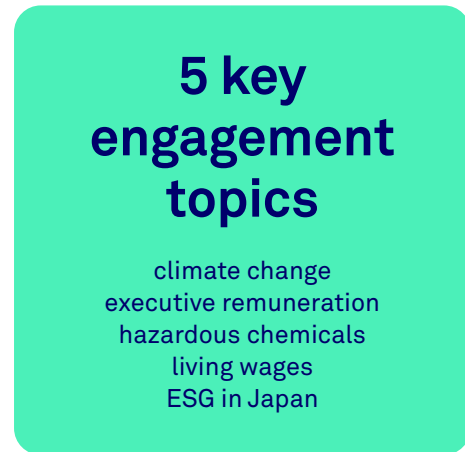 5 key
engagement
topics
climate change
executive remuneration
hazardous chemicals
living wages
ESG in Japan